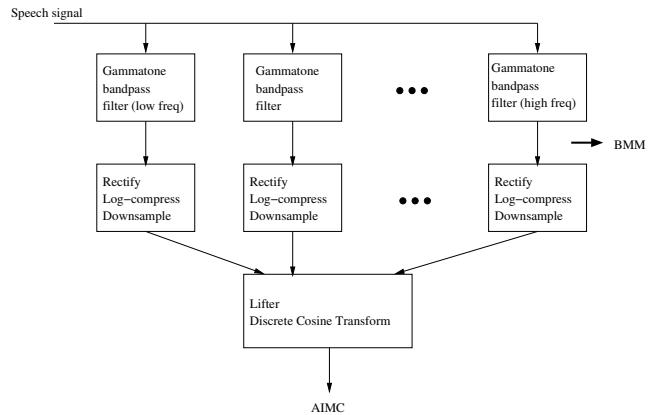 Speech signal
Gammatone
bandpass
filter (low freq)
Gammatone
bandpass
filter
Gammatone
bandpass
filter (high freq)
BMM
Rectify
Log−compress
Downsample
Rectify
Log−compress
Downsample
Rectify
Log−compress
Downsample
Lifter
Discrete Cosine Transform
AIMC